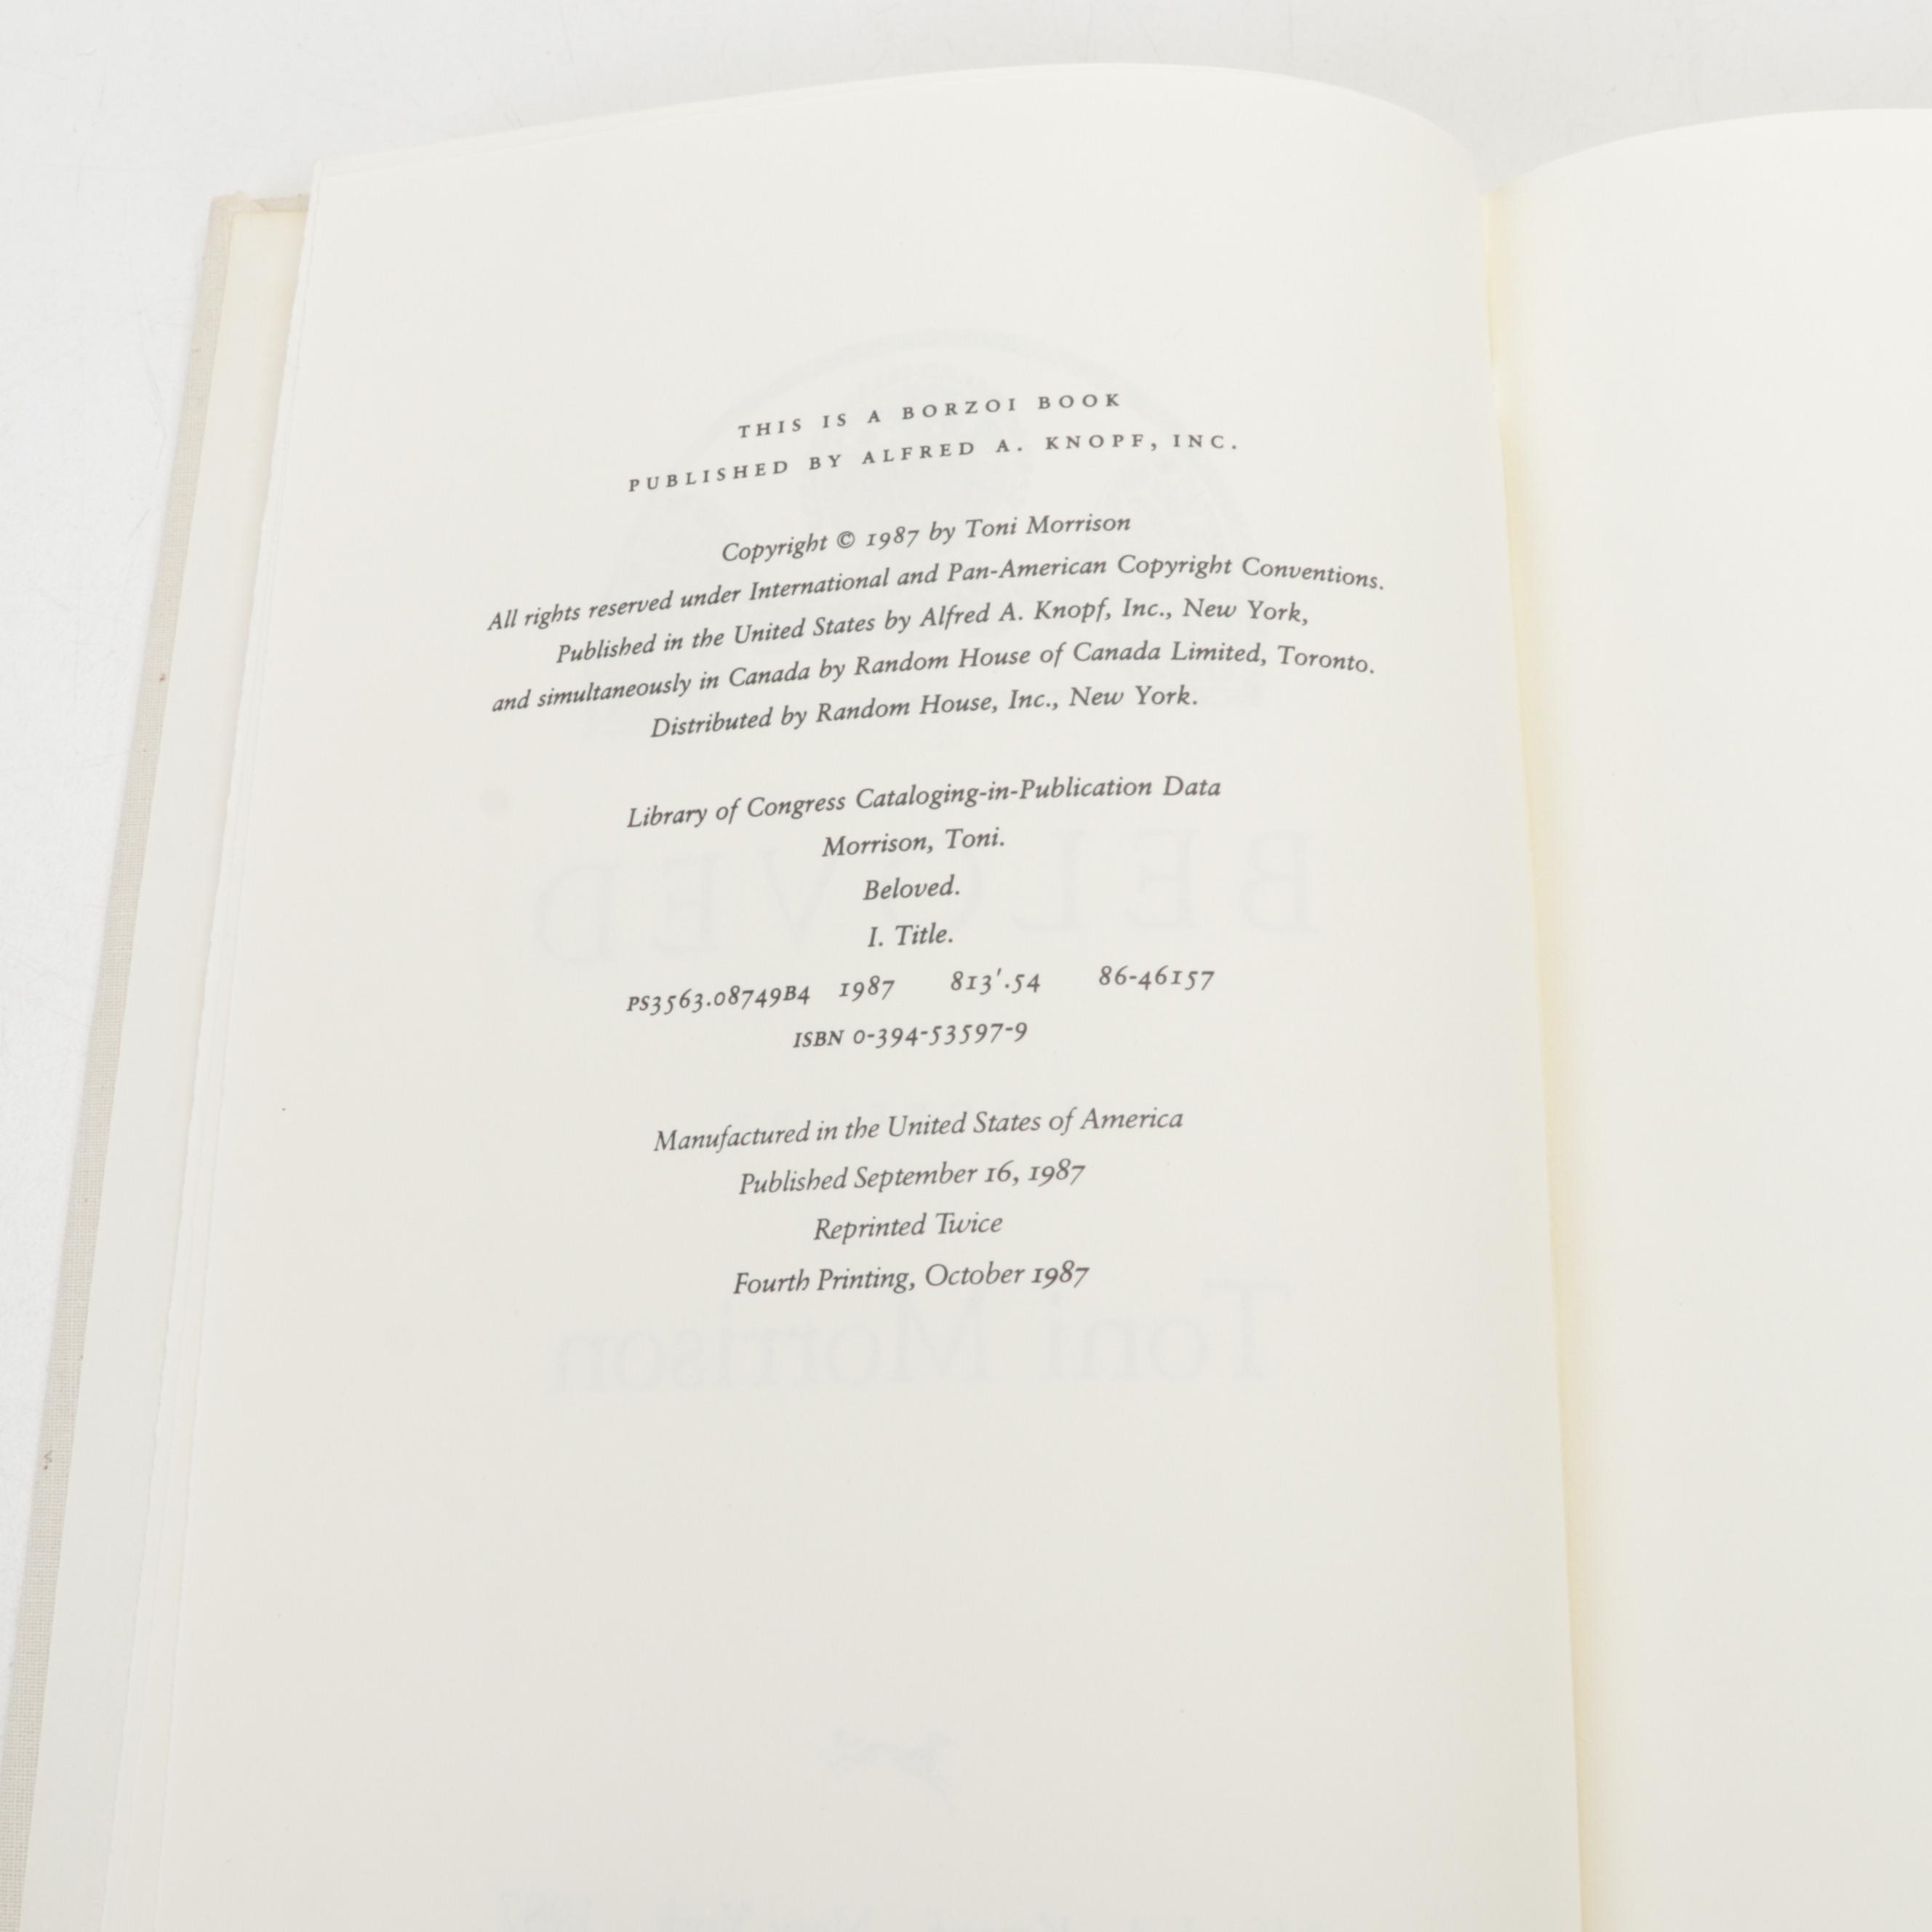 THIS IS A BORZOI BOOK
PUBLISHED BY ALFRED A. KNOPF, INC.
Copyright © 1987 by Toni Morrison
All rights reserved under International and Pan-American Copyright Conventions.
Published in the United States by Alfred A. Knopf, Inc., New York,
and simultaneously in Canada by Random House of Canada Limited, Toronto.
Distributed by Random House, Inc., New York.
Library of Congress Cataloging-in-Publication Data
Morrison, Toni.
Beloved.
I. Title.
PS3563.08749B4 1987 813'.54 86-46157
ISBN 0-394-53597-9
Manufactured in the United States of America
Published September 16, 1987
Reprinted Twice
Fourth Printing, October 1987
BELOVED
Toni Morrison